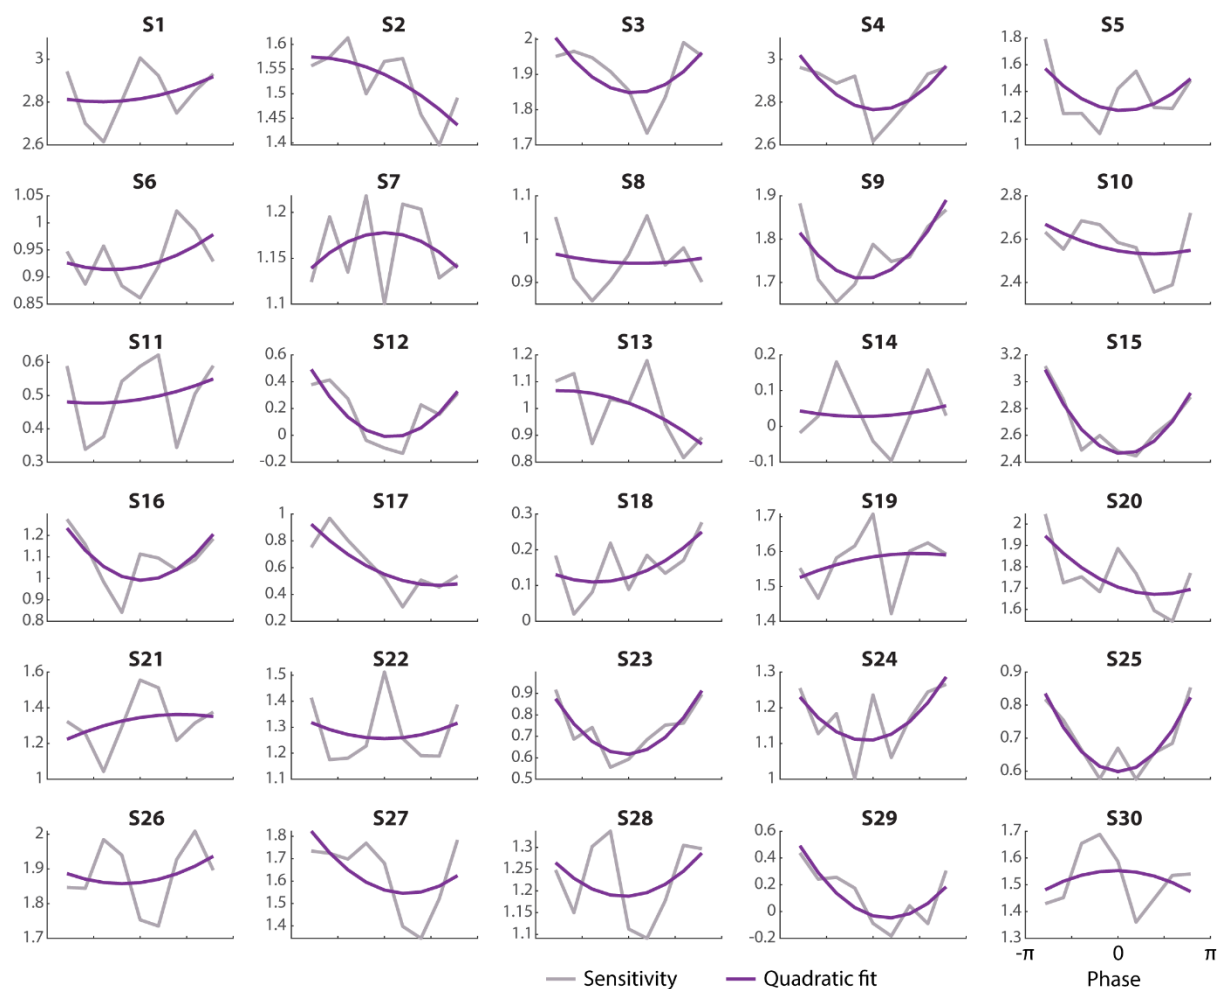 S1 S2 S3 S4 S5
3 2.8 2.6
1.6 1.55 1.5 1.45 1.4
2 1.9 1.8 1.7
3 2.8 2.6
1.8 1.6 1.4 1.2 1
S6 S7 S8 S9 S10
1.05 1 0.95 0.9 0.85
1.2 1.15 1.1
1.1 1 0.9
1.9 1.8 1.7
2.8 2.6 2.4
S11 S12 S13 S14 S15
0.6 0.5 0.4 0.3
0.6 0.4 0.2 0 -0.2
1.2 1.1 1 0.9 0.8
0.2 0.1 0 -0.1
3.2 3 2.8 2.6 2.4
S16 S17 S18 S19 S20
1.2 1.1 1 0.9 0.8
1 0.8 0.6 0.4 0.2
0.3 0.2 0.1 0
1.7 1.6 1.5 1.4
2 1.9 1.8 1.7 1.6
S21 S22 S23 S24 S25
1.6 1.4 1.2 1
1.5 1.4 1.3 1.2 1.1
0.9 0.8 0.7 0.6 0.5
1.3 1.2 1.1 1
0.9 0.8 0.7 0.6
S26 S27 S28 S29 S30
2 1.9 1.8 1.7
1.8 1.7 1.6 1.5 1.4
1.3 1.25 1.2 1.15 1.1
0.6 0.4 0.2 0 -0.2
1.7 1.6 1.5 1.4 1.3
-π 0 π
Sensitivity Quadratic fit Phase